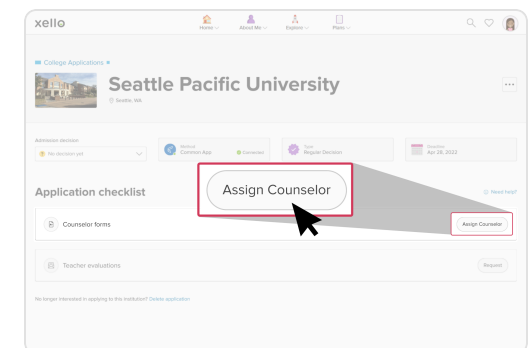 xello
Home
About Me
Explore
Plans
College Applications
Seattle Pacific University
Seattle, WA
Admission decision
No decision yet
Method
Common App
Connected
Type
Regular Decision
Deadline
Apr 28, 2022
Assign Counselor
Application checklist
Need help?
Counselor forms
Assign Counselor
Teacher evaluations
Request
No longer interested in applying to this institution? Delete application